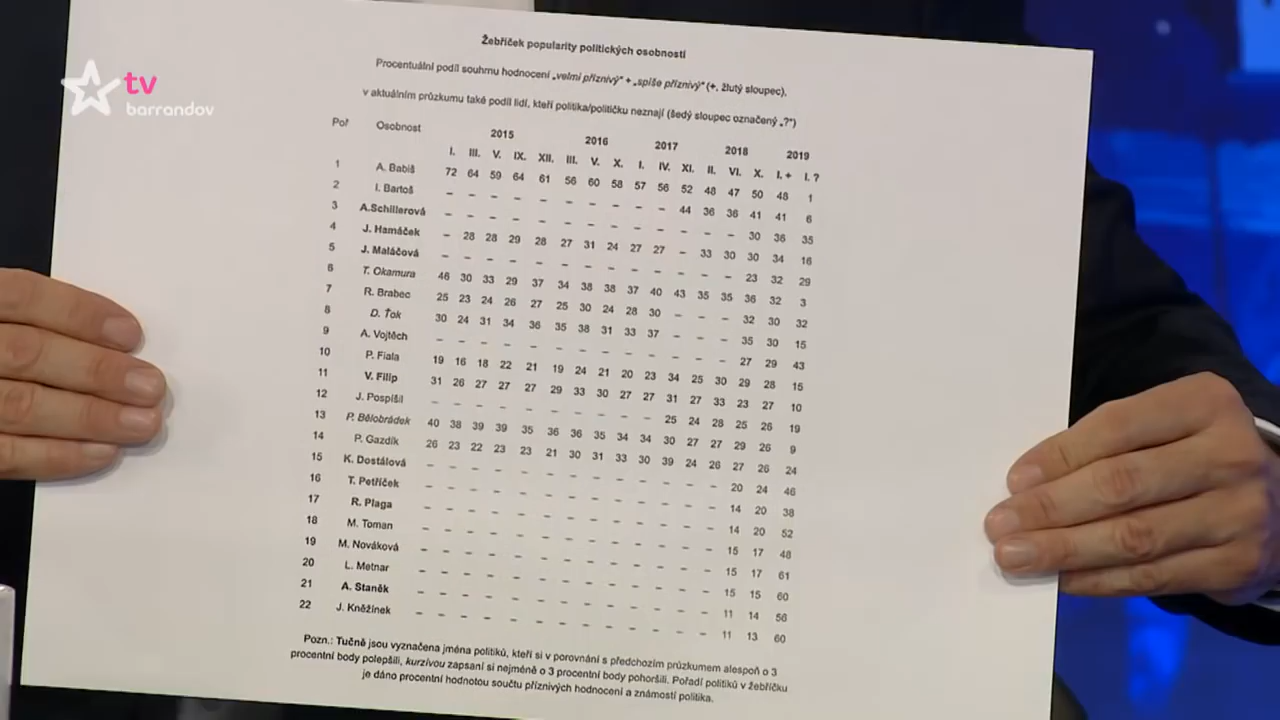 tv
barrandov
Žebříček popularity politických osobností
Procentuální podíl souhrnu hodnocení „velmi příznivý“ + „spíše příznivý“ (+, žlutý sloupec),
v aktuálním průzkumu také podíl lidí, kteří politika/političku neznají (šedý sloupec označený „?“)
Poř Osobnost 2015 2016 2017 2018 2019
I. III. V. IX. XII. III. V. X. I. IV. XI. II. VI. X. I. + I. ?
1 A. Babiš 72 64 59 64 61 56 60 58 57 56 52 48 47 50 48 1
2 I. Bartoš – – – – – – – – – – 44 36 36 41 41 6
3 A.Schillerová – – – – – – – – – – – – – 30 36 35
4 J. Hamáček – 28 28 29 28 27 31 24 27 27 – 33 30 30 34 16
5 J. Maláčová – – – – – – – – – – – – – 23 32 29
6 T. Okamura 46 30 33 29 37 34 38 38 37 40 43 35 35 36 32 3
7 R. Brabec 25 23 24 26 27 25 30 24 28 30 – – – 32 30 32
8 D. Ťok 30 24 31 34 36 35 38 31 33 37 – – – 35 30 15
9 A. Vojtěch – – – – – – – – – – – – – 27 29 43
10 P. Fiala 19 16 18 22 21 19 24 21 20 23 34 25 30 29 28 15
11 V. Filip 31 26 27 27 27 29 33 30 27 27 31 27 33 23 27 10
12 J. Pospíšil – – – – – – – – – – 25 24 28 25 26 19
13 P. Bělobrádek 40 38 39 39 35 36 36 35 34 34 30 27 27 29 26 9
14 P. Gazdík 26 23 22 23 23 21 30 31 33 30 39 24 26 27 26 24
15 K. Dostálová – – – – – – – – – – – – – 20 24 46
16 T. Petříček – – – – – – – – – – – – – 14 20 38
17 R. Plaga – – – – – – – – – – – – – 14 20 52
18 M. Toman – – – – – – – – – – – – – 15 17 48
19 M. Nováková – – – – – – – – – – – – – 15 17 61
20 L. Metnar – – – – – – – – – – – – – 15 15 60
21 A. Staněk – – – – – – – – – – – – – 11 14 56
22 J. Kněžínek – – – – – – – – – – – – – 11 13 60
Pozn.: Tučně jsou vyznačena jména politiků, kteří si v porovnání s předchozím průzkumem alespoň o 3
procentní body polepšili, kurzívou zapsaní si nejméně o 3 procentní body pohoršili. Pořadí politiků v žebříčku
je dáno procentní hodnotou součtu příznivých hodnocení a známostí politika.